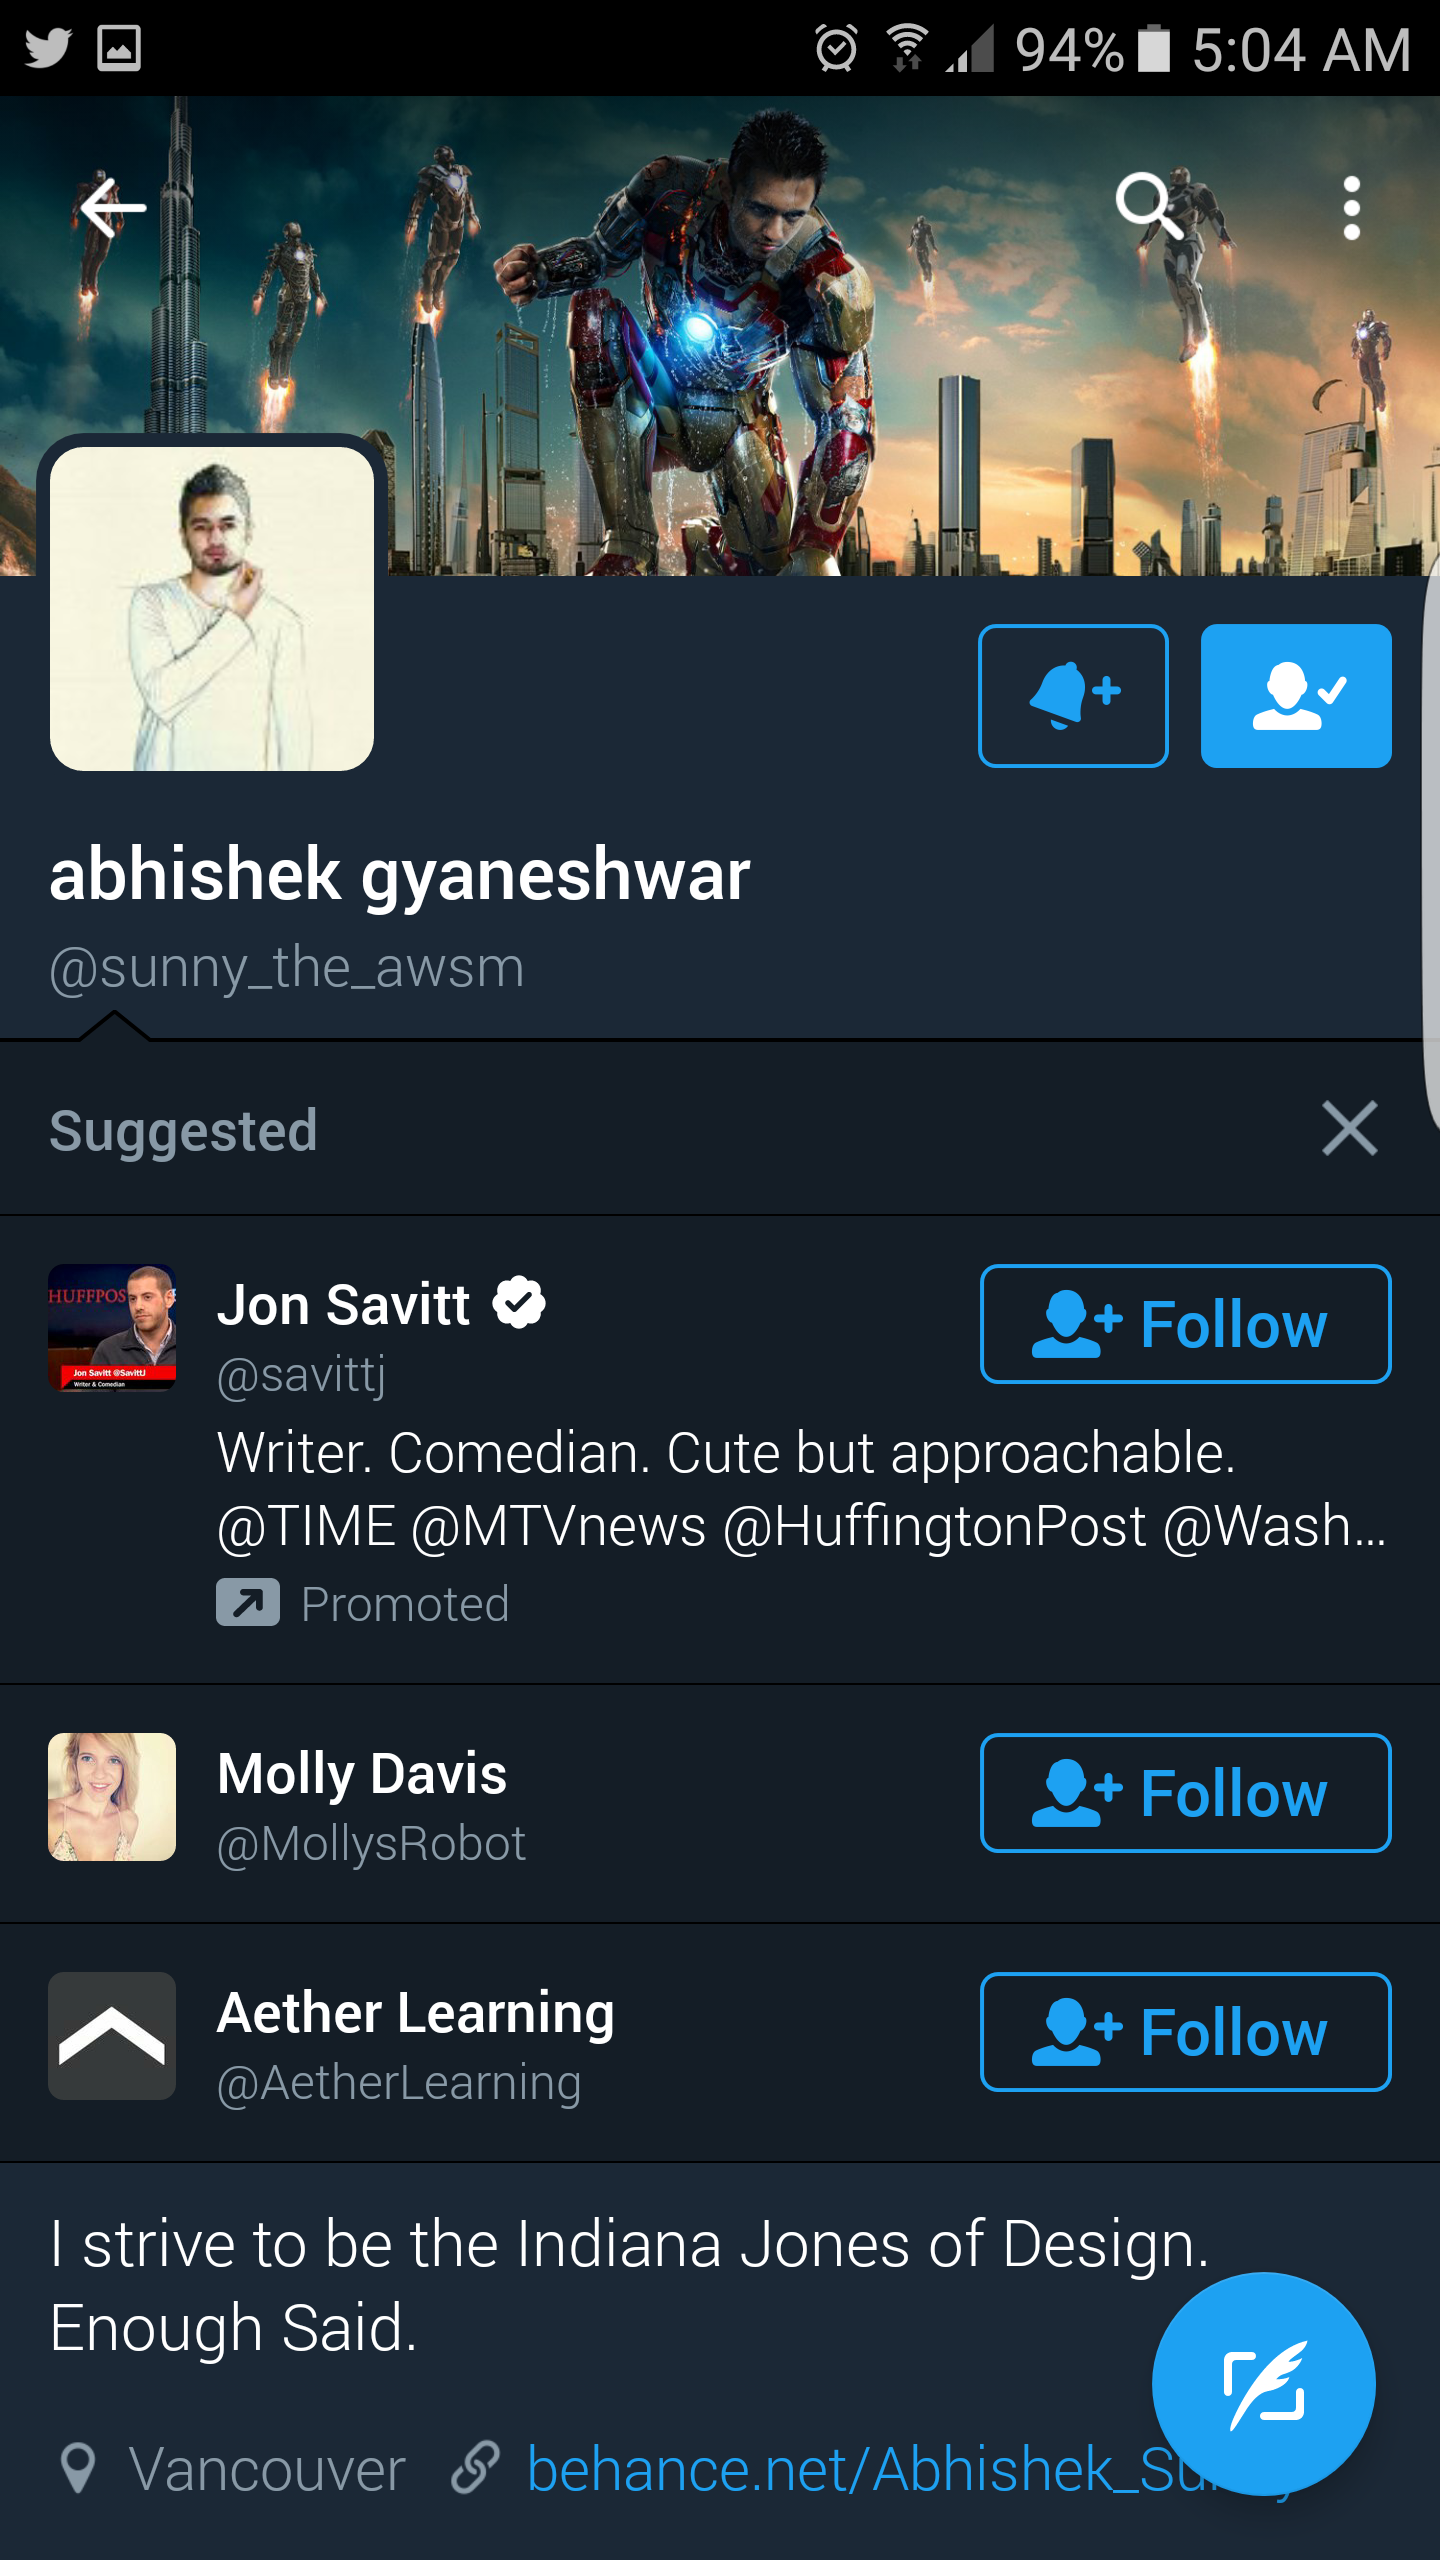 94% 5:04 AM
abhishek gyaneshwar
@sunny_the_awsm
Suggested
HUFFPOS
Jon Savitt @SavittJ
Writer & Comedian
Jon Savitt
@savittj
Follow
Writer. Comedian. Cute but approachable.
@TIME @MTVnews @HuffingtonPost @Wash...
Promoted
Molly Davis
@MollysRobot
Follow
Aether Learning
@AetherLearning
Follow
I strive to be the Indiana Jones of Design.
Enough Said.
Vancouver behance.net/Abhishek_Su